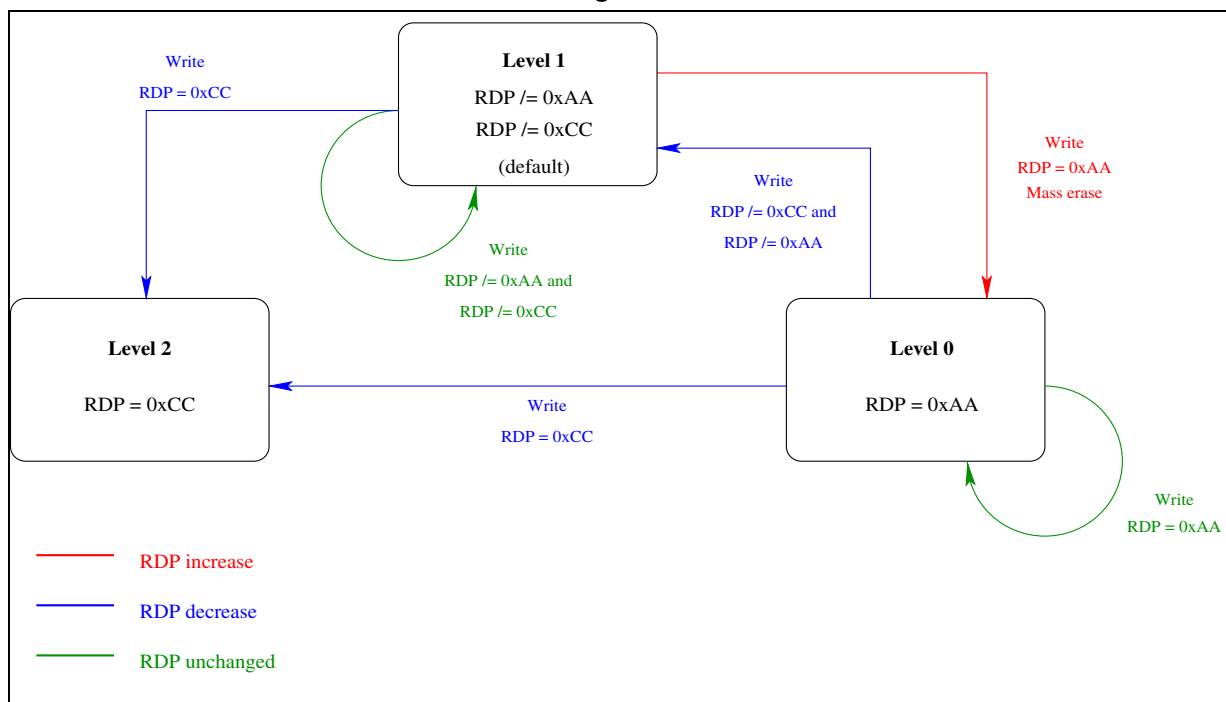 Level 1
RDP /= 0xAA
RDP /= 0xCC
(default)
Write
RDP = 0xCC
Write
RDP = 0xAA
Mass erase
Write
RDP /= 0xCC and
RDP /= 0xAA
Write
RDP /= 0xAA and
RDP /= 0xCC
Level 2
RDP = 0xCC
Level 0
RDP = 0xAA
Write
RDP = 0xCC
Write
RDP = 0xAA
RDP increase
RDP decrease
RDP unchanged